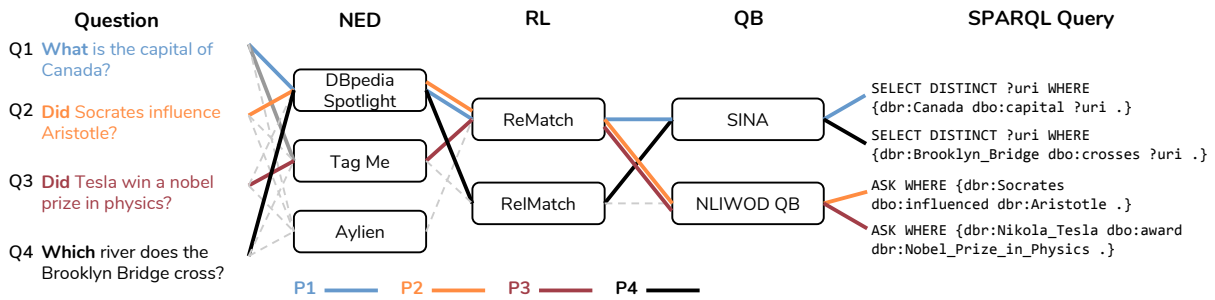 Question
NED
RL
QB
SPARQL Query
Q1 What is the capital of
Canada?
Q2 Did Socrates influence
Aristotle?
Q3 Did Tesla win a nobel
prize in physics?
Q4 Which river does the
Brooklyn Bridge cross?
DBpedia
Spotlight
Tag Me
Aylien
ReMatch
RelMatch
SINA
NLIWOD QB
SELECT DISTINCT ?uri WHERE
{dbr:Canada dbo:capital ?uri .}
SELECT DISTINCT ?uri WHERE
{dbr:Brooklyn_Bridge dbo:crosses ?uri .}
ASK WHERE {dbr:Socrates
dbo:influenced dbr:Aristotle .}
ASK WHERE {dbr:Nikola_Tesla dbo:award
dbr:Nobel_Prize_in_Physics .}
P1
P2
P3
P4